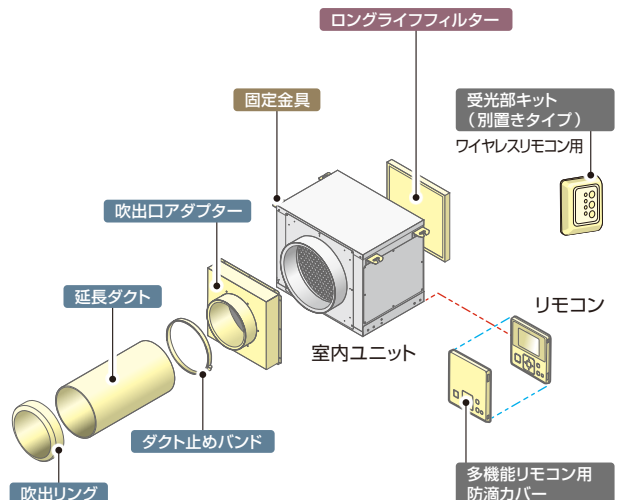 ロングライフフィルター
固定金具
受光部キット
（別置きタイプ）
ワイヤレスリモコン用
吹出口アダプター
延長ダクト
リモコン
室内ユニット
ダクト止めバンド
吹出リング
多機能リモコン用
防滴カバー